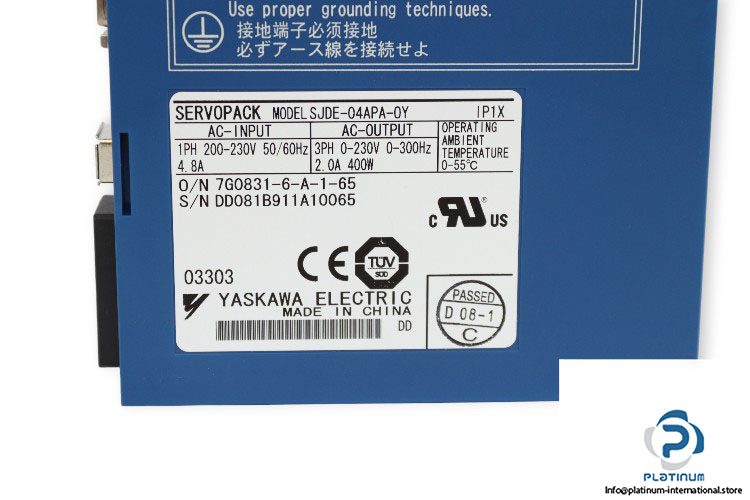 Use proper grounding techniques.
接地端子必须接地
必ずアース線を接続せよ
SERVOPACK MODEL SJDE-04APA-OY IP1X
AC-INPUT AC-OUTPUT OPERATING
AMBIENT
TEMPERATURE
0-55℃
1PH 200-230V 50/60Hz 3PH 0-230V 0-300Hz
4.8A 2.0A 400W
O/N 7G0831-6-A-1-65
S/N DD081B911A10065
C RU US
CE TÜV
SÜD
03303
YASKAWA ELECTRIC
MADE IN CHINA
DD
PASSED
D 08-1
C
PLATINUM
Info@platinum-international.store